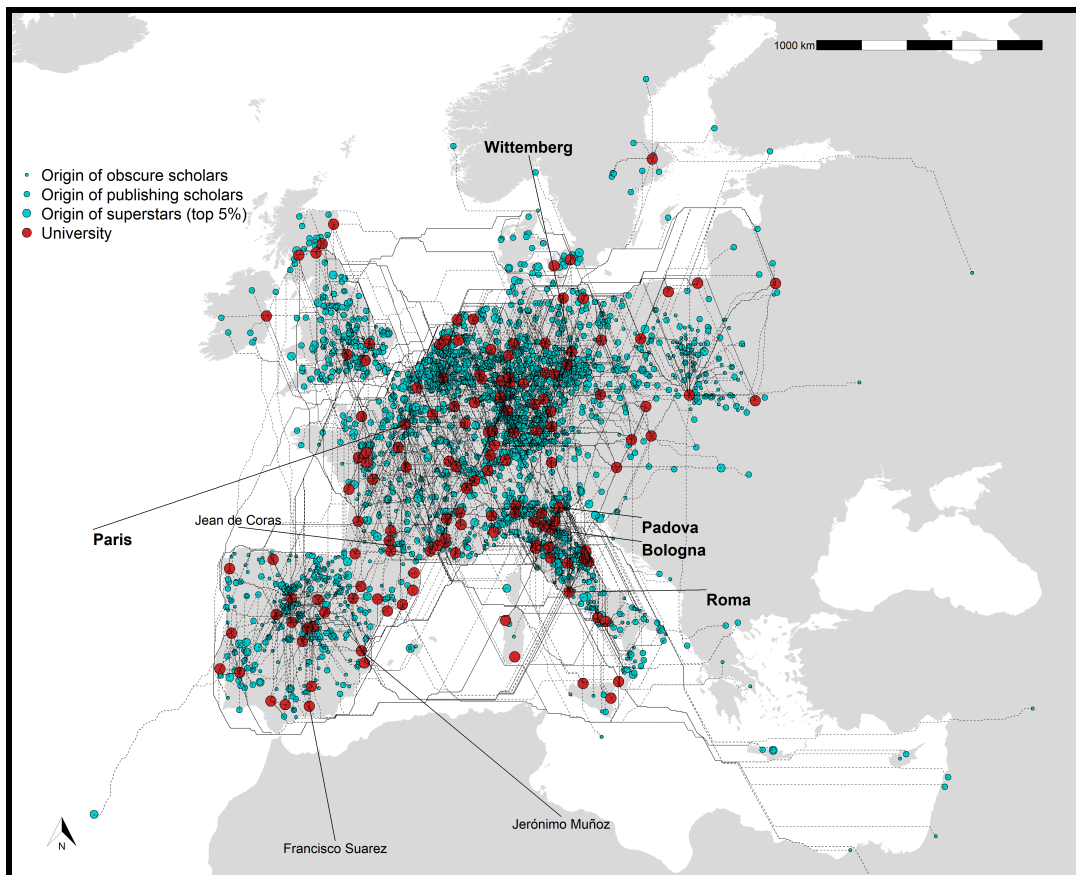 1000 km
Wittemberg
Origin of obscure scholars
Origin of publishing scholars
Origin of superstars (top 5%)
University
Jean de Coras
Paris
Padova
Bologna
Roma
Jerónimo Muñoz
Francisco Suarez
N